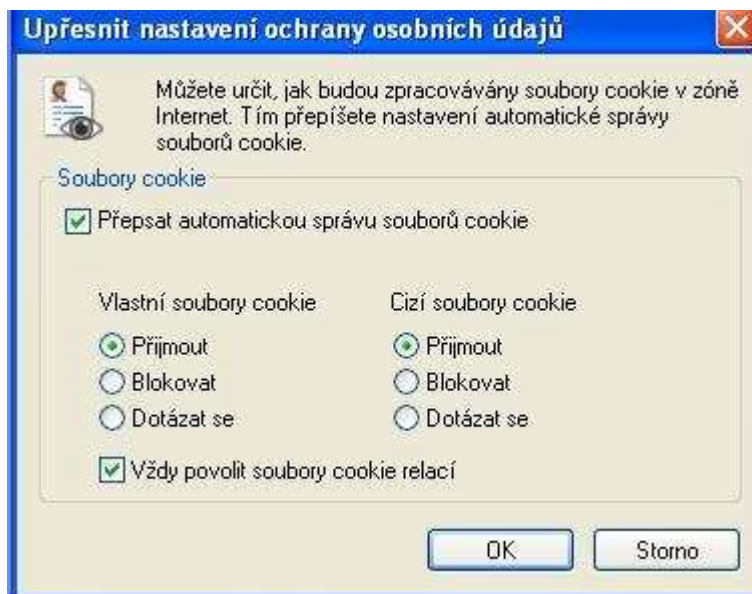 Upřesnit nastavení ochrany osobních údajů
Můžete určit, jak budou zpracovávány soubory cookie v zóně
Internet. Tím přepíšete nastavení automatické správy
souborů cookie.
Soubory cookie
Přepsat automatickou správu souborů cookie
Vlastní soubory cookie Cizí soubory cookie
Přijmout Přijmout
Blokovat Blokovat
Dotázat se Dotázat se
Vždy povolit soubory cookie relací
OK Storno